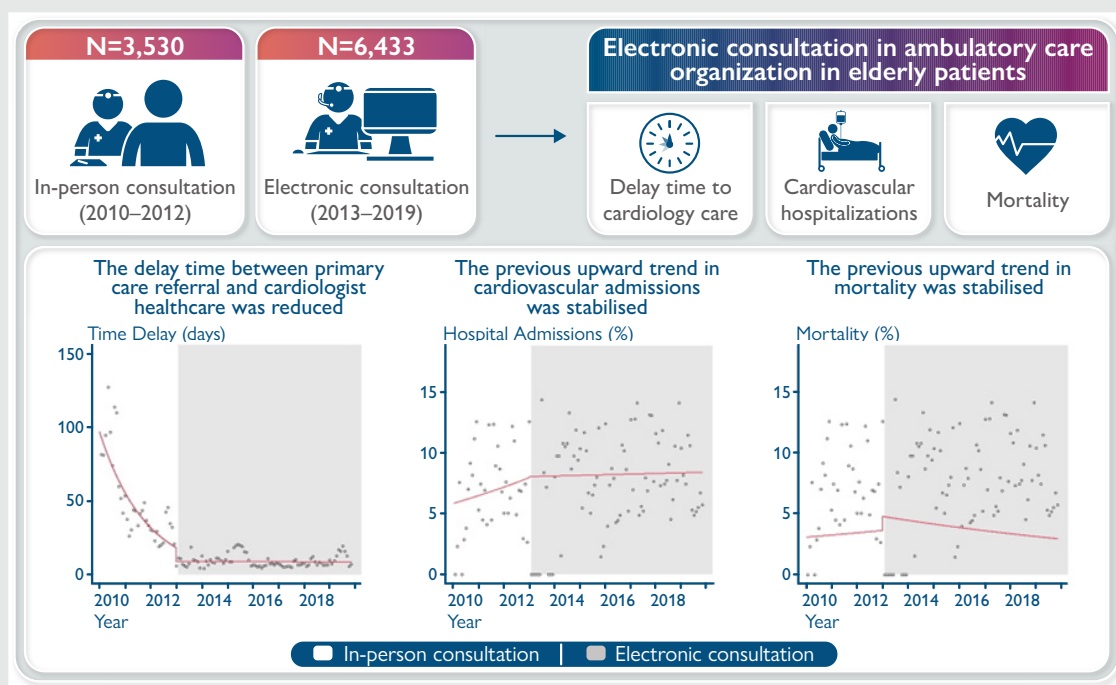 N=3,530
In-person consultation
(2010–2012)
N=6,433
Electronic consultation
(2013–2019)
Electronic consultation in ambulatory care
organization in elderly patients
Delay time to
cardiology care
Cardiovascular
hospitalizations
Mortality
The delay time between primary
care referral and cardiologist
healthcare was reduced
Time Delay (days)
150
100
50
0
2010 2012 2014 2016 2018
Year
The previous upward trend in
cardiovascular admissions
was stabilised
Hospital Admissions (%)
15
10
5
0
2010 2012 2014 2016 2018
Year
The previous upward trend in
mortality was stabilised
Mortality (%)
15
10
5
0
2010 2012 2014 2016 2018
Year
In-person consultation
Electronic consultation